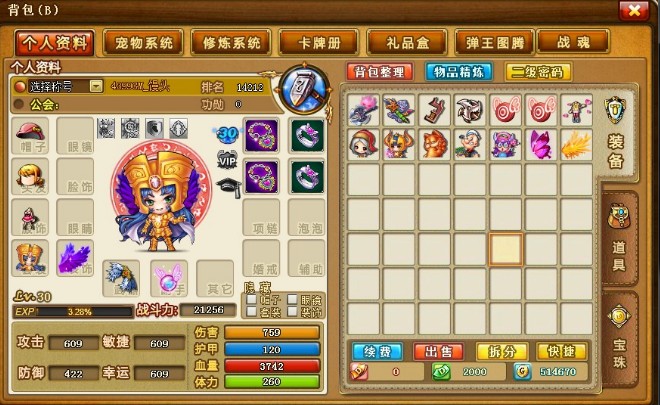 背包(B)
个人资料 宠物系统 修炼系统 卡牌册 礼品盒 弹王图腾 战魂
个人资料
选择称号 排名 14212
公会: 功勋 0
背包整理 物品精炼 二级密码
帽子 眼镜
脸饰
眼睛
项链 泡泡
婚戒 辅助
其它
30
VIP
装备
道具
宝珠
隐藏
帽子 眼镜
套装 装饰
Lv.30
EXP 3.28% 战斗力: 21256
攻击 609 敏捷 609
防御 422 幸运 609
伤害 759
护甲 120
血量 3742
体力 260
续费 出售 拆分 快捷
0 2000 514670